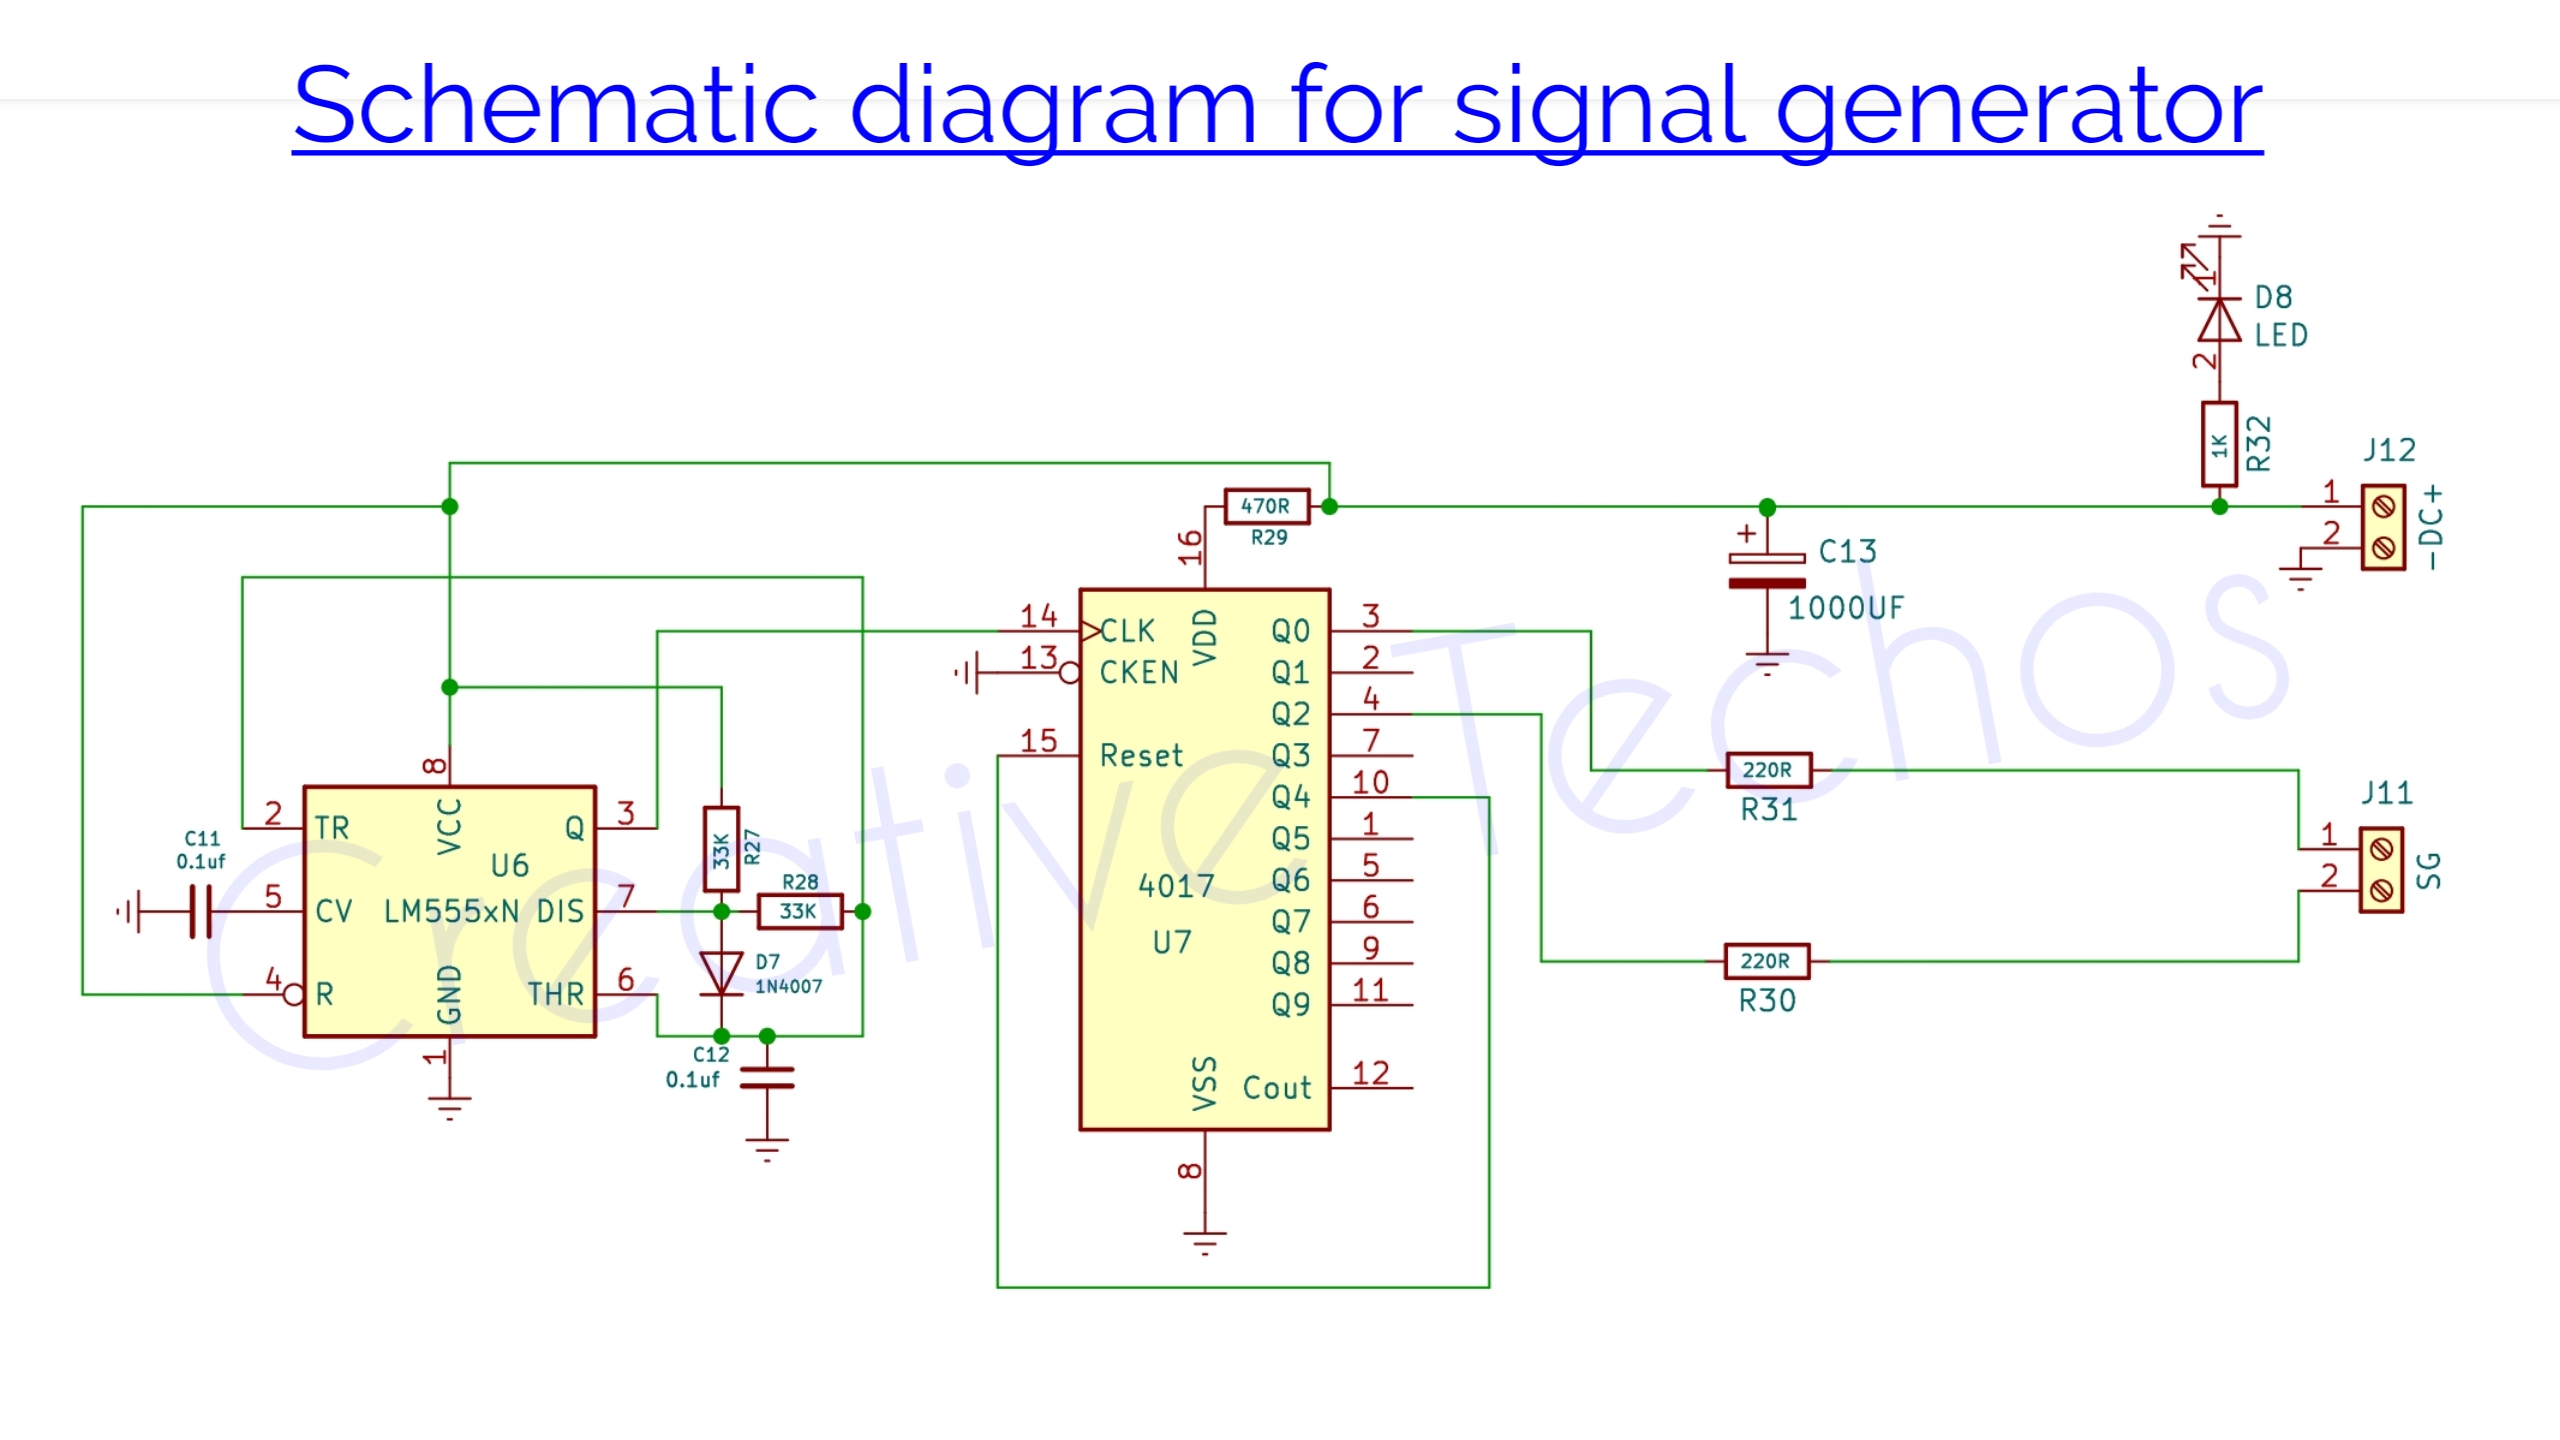 Schematic diagram for signal generator
1
D8
LED
2
1K
R32
J12
1
2
-DC+
470R
R29
16
+
C13
1000UF
14
CLK
VDD
Q0
3
13
CKEN
Q1
2
Q2
4
15
Reset
Q3
7
Q4
10
Q5
1
4017
Q6
5
Q7
6
U7
Q8
9
Q9
11
VSS
Cout
12
8
220R
R31
J11
1
2
SG
220R
R30
8
2
TR
VCC
Q
3
C11
0.1uf
U6
5
CV
LM555xN
DIS
7
4
R
GND
THR
6
1
33K
R27
R28
33K
D7
1N4007
C12
0.1uf
Creative Techos